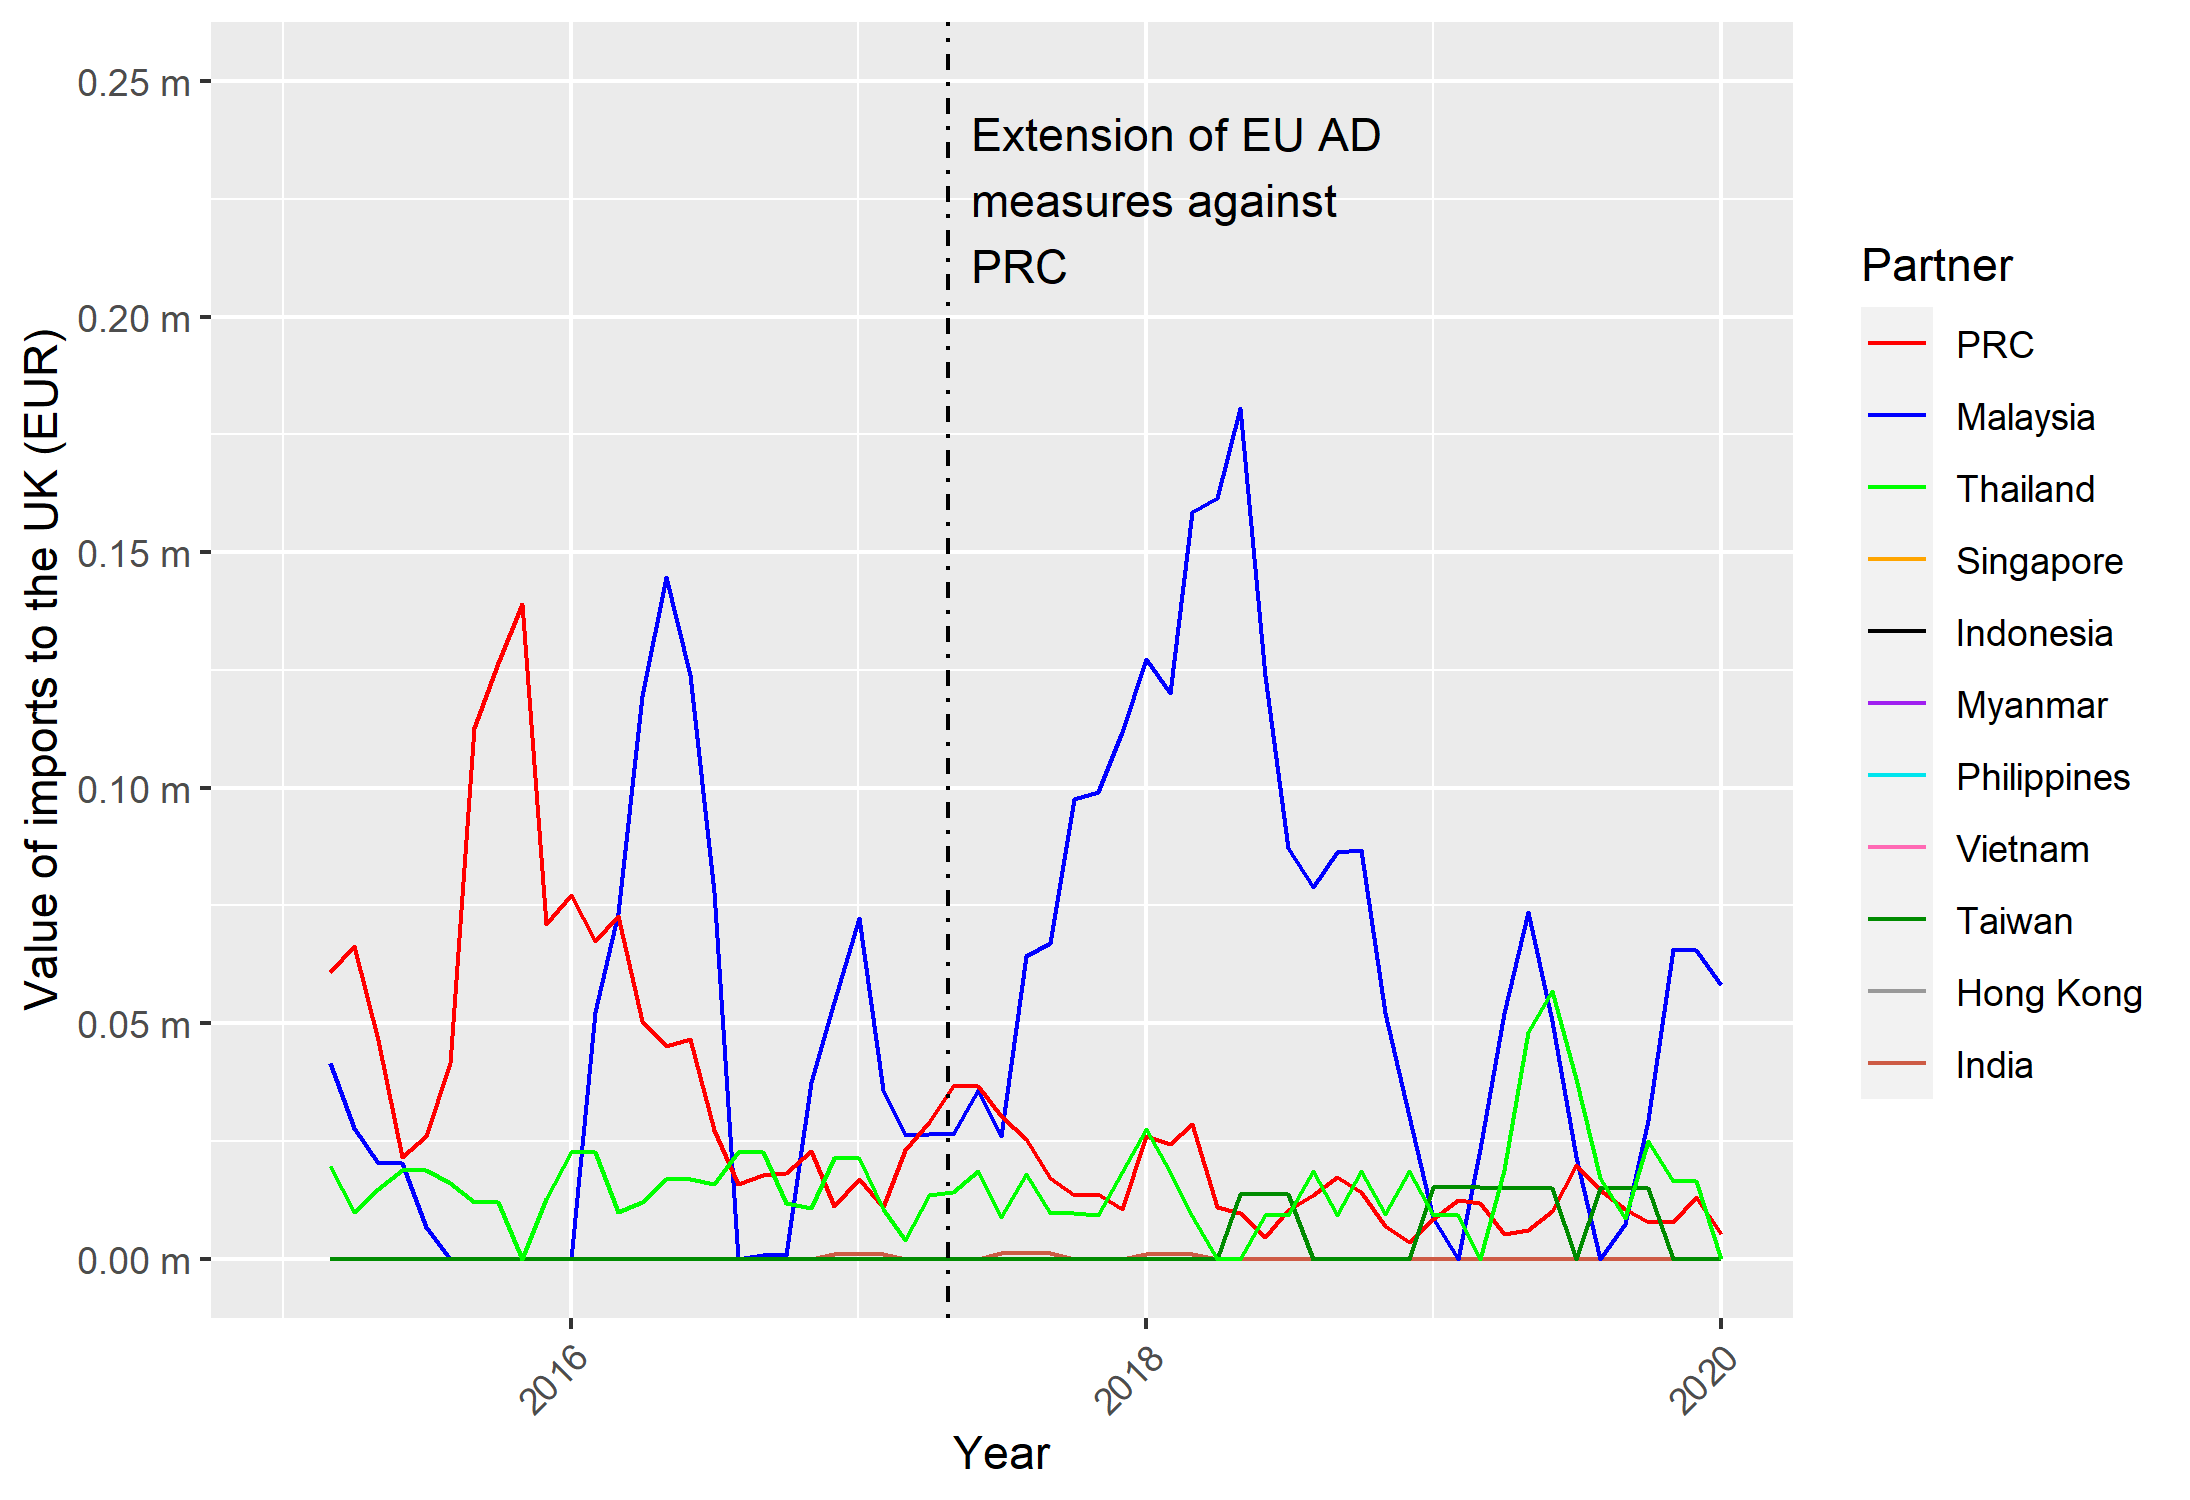 0.25 m
0.20 m
0.15 m
0.10 m
0.05 m
0.00 m
Value of imports to the UK (EUR)
Extension of EU AD
measures against
PRC
2016
2018
2020
Year
Partner
PRC
Malaysia
Thailand
Singapore
Indonesia
Myanmar
Philippines
Vietnam
Taiwan
Hong Kong
India